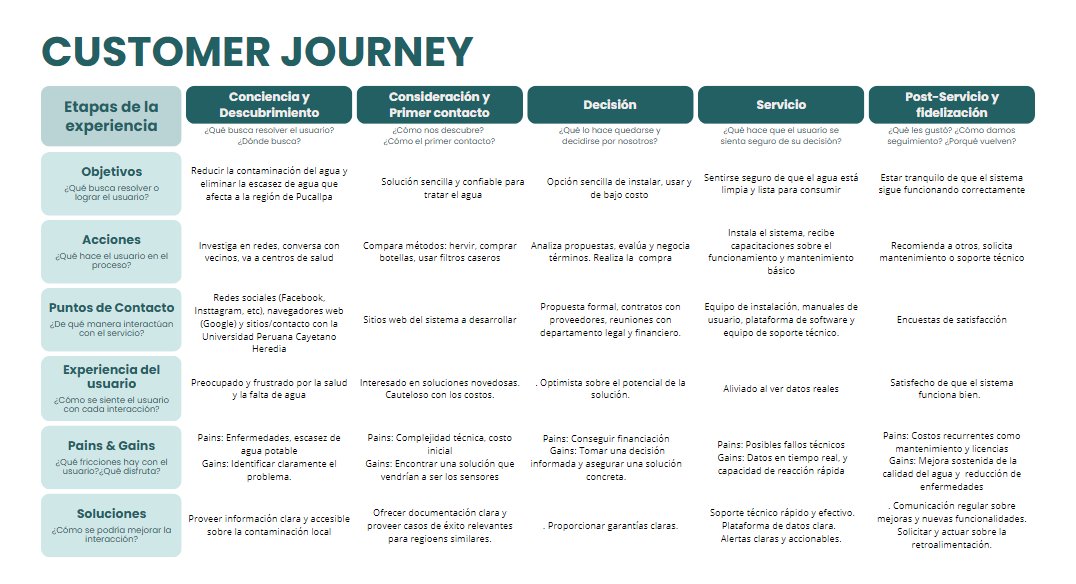 CUSTOMER JOURNEY
Etapas de la
experiencia
Conciencia y
Descubrimiento
¿Qué busca resolver el usuario?
¿Dónde busca?
Consideración y
Primer contacto
¿Cómo nos descubre?
¿Cómo el primer contacto?
Decisión
¿Qué lo hace quedarse y
decidirse por nosotros?
Servicio
¿Qué hace que el usuario se
sienta seguro de su decisión?
Post-Servicio y
fidelización
¿Qué les gustó? ¿Cómo damos
seguimiento? ¿Porqué vuelven?
Objetivos
¿Qué busca resolver o
lograr el usuario?
Reducir la contaminación del agua y
eliminar la escasez de agua que
afecta a la región de Pucallpa
Solución sencilla y confiable para
tratar el agua
Opción sencilla de instalar, usar y
de bajo costo
Sentirse seguro de que el agua está
limpia y lista para consumir
Estar tranquilo de que el sistema
sigue funcionando correctamente
Acciones
¿Qué hace el usuario en el
proceso?
Investiga en redes, conversa con
vecinos, va a centros de salud
Compara métodos: hervir, comprar
botellas, usar filtros caseros
Analiza propuestas, evalúa y negocia
términos. Realiza la compra
Instala el sistema, recibe
capacitaciones sobre el
funcionamiento y mantenimiento
básico
Recomienda a otros, solicita
mantenimiento o soporte técnico
Puntos de Contacto
¿De qué manera interactúan
con el servicio?
Redes sociales (Facebook,
Insttagram, etc), navegadores web
(Google) y sitios/contacto con la
Universidad Peruana Cayetano
Heredia
Sitios web del sistema a desarrollar
Propuesta formal, contratos con
proveedores, reuniones con
departamento legal y financiero.
Equipo de instalación, manuales de
usuario, plataforma de software y
equipo de soporte técnico.
Encuestas de satisfacción
Experiencia del
usuario
¿Cómo se siente el usuario
con cada interacción?
Preocupado y frustrado por la salud
y la falta de agua
Interesado en soluciones novedosas.
Cauteloso con los costos.
. Optimista sobre el potencial de la
solución.
Aliviado al ver datos reales
Satisfecho de que el sistema
funciona bien.
Pains & Gains
¿Qué fricciones hay con el
usuario?¿Qué disfruta?
Pains: Enfermedades, escasez de
agua potable
Gains: Identificar claramente el
problema.
Pains: Complejidad técnica, costo
inicial
Gains: Encontrar una solución que
vendrían a ser los sensores
Pains: Conseguir financiación
Gains: Tomar una decisión
informada y asegurar una solución
concreta.
Pains: Posibles fallos técnicos
Gains: Datos en tiempo real, y
capacidad de reacción rápida
Pains: Costos recurrentes como
mantenimiento y licencias
Gains: Mejora sostenida de la
calidad del agua y reducción de
enfermedades
Soluciones
¿Cómo se podría mejorar la
interacción?
Proveer información clara y accesible
sobre la contaminación local
Ofrecer documentación clara y
proveer casos de éxito relevantes
para regioens similares.
. Proporcionar garantías claras.
Soporte técnico rápido y efectivo.
Plataforma de datos clara.
Alertas claras y accionables.
. Comunicación regular sobre
mejoras y nuevas funcionalidades.
Solicitar y actuar sobre la
retroalimentación.